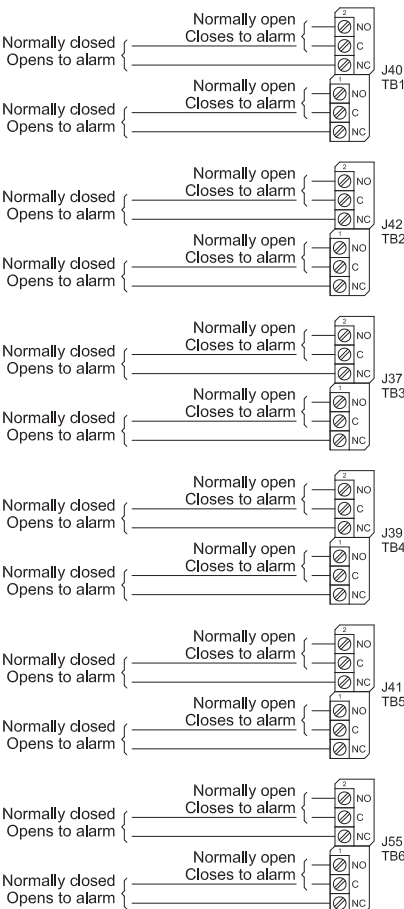 2
Normally open
NO
Closes to alarm
Normally closed
C
Opens to alarm
NC
J40
TB1
1
Normally open
NO
Closes to alarm
Normally closed
C
Opens to alarm
NC
2
Normally open
NO
Closes to alarm
Normally closed
C
Opens to alarm
NC
J42
TB2
1
Normally open
NO
Closes to alarm
Normally closed
C
Opens to alarm
NC
2
Normally open
NO
Closes to alarm
Normally closed
C
Opens to alarm
NC
J37
TB3
1
Normally open
NO
Closes to alarm
Normally closed
C
Opens to alarm
NC
2
Normally open
NO
Closes to alarm
Normally closed
C
Opens to alarm
NC
J39
TB4
1
Normally open
NO
Closes to alarm
Normally closed
C
Opens to alarm
NC
2
Normally open
NO
Closes to alarm
Normally closed
C
Opens to alarm
NC
J41
TB5
1
Normally open
NO
Closes to alarm
Normally closed
C
Opens to alarm
NC
2
Normally open
NO
Closes to alarm
Normally closed
C
Opens to alarm
NC
J55
TB6
1
Normally open
NO
Closes to alarm
Normally closed
C
Opens to alarm
NC